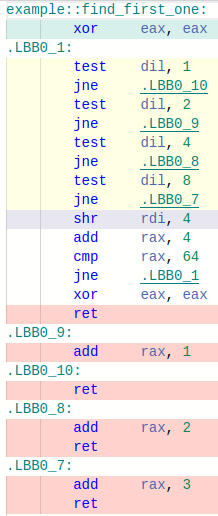 example::find_first_one:
xor eax, eax
.LBB0_1:
test dil, 1
jne .LBB0_10
test dil, 2
jne .LBB0_9
test dil, 4
jne .LBB0_8
test dil, 8
jne .LBB0_7
shr rdi, 4
add rax, 4
cmp rax, 64
jne .LBB0_1
xor eax, eax
ret
.LBB0_9:
add rax, 1
.LBB0_10:
ret
.LBB0_8:
add rax, 2
ret
.LBB0_7:
add rax, 3
ret